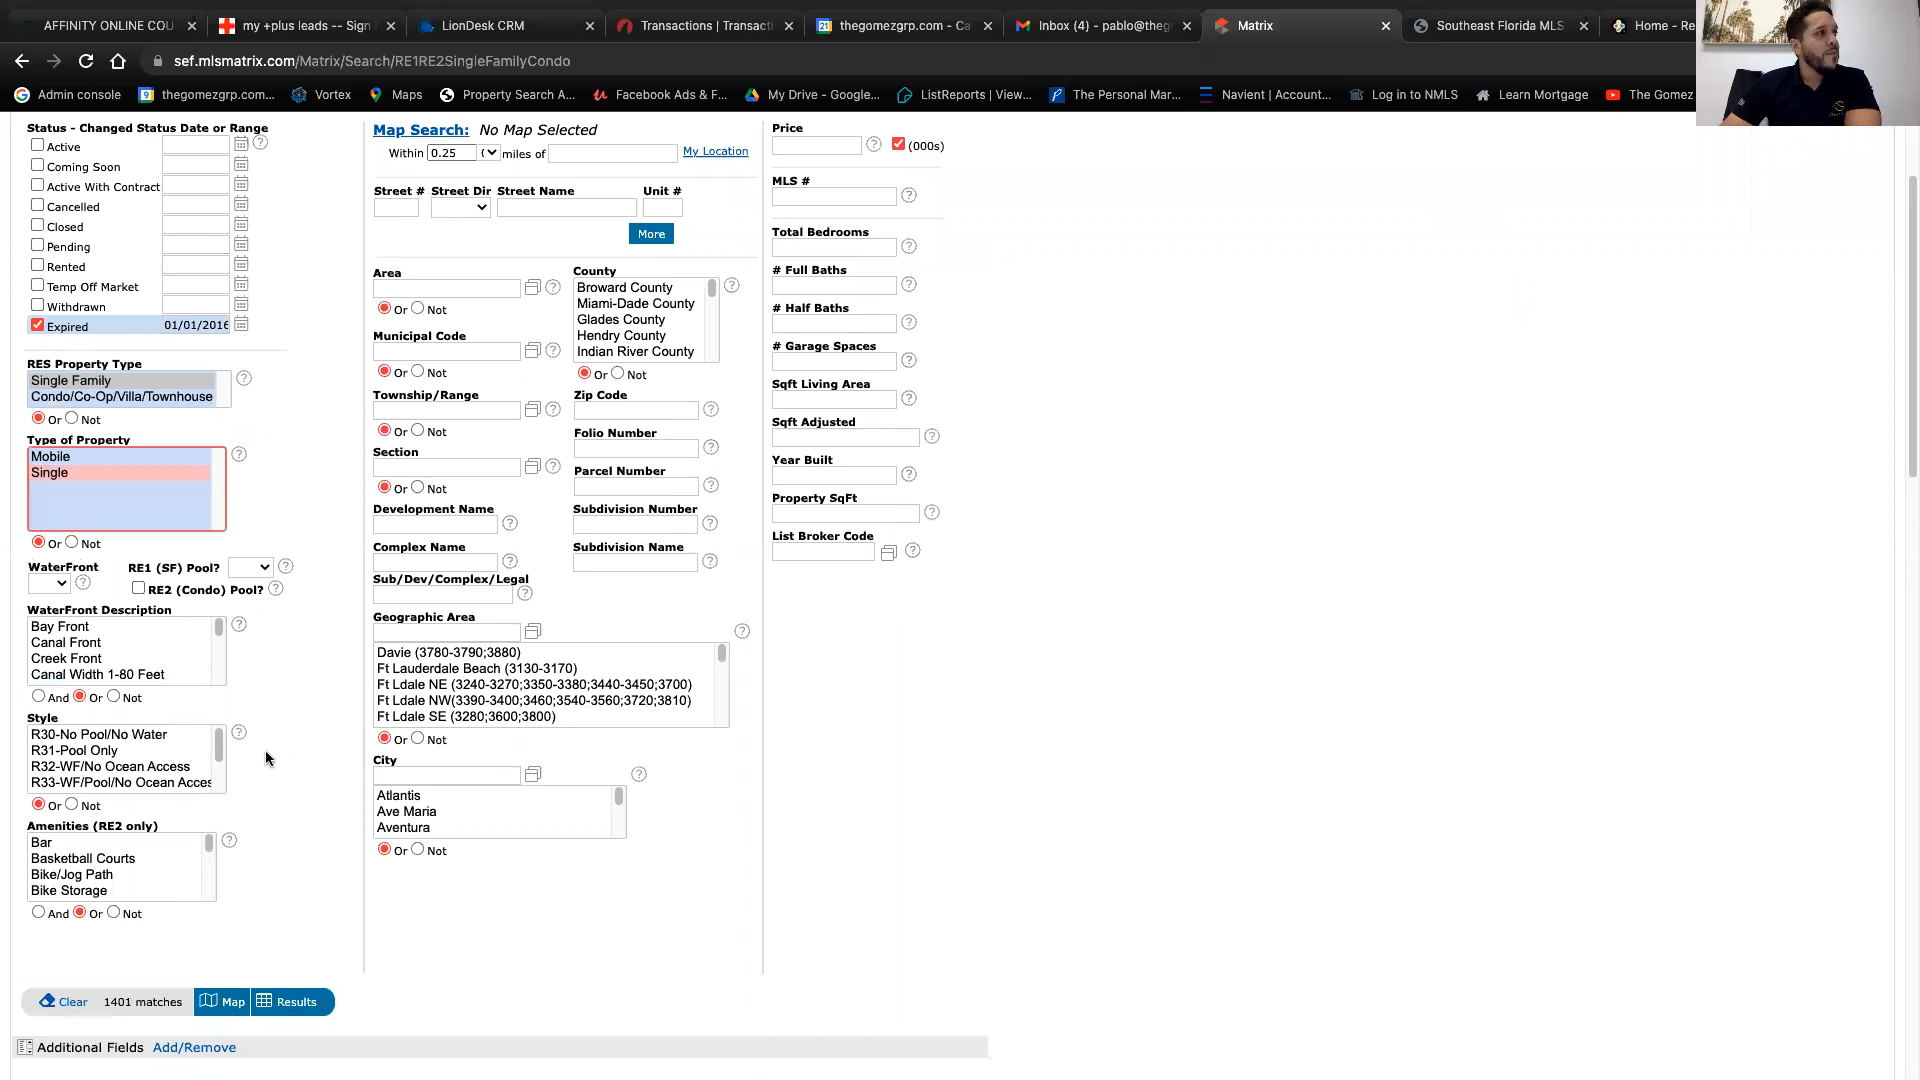 AFFINITY ONLINE COU
my +plus leads -- Sign
LionDesk CRM
Transactions | Transacti
thegomezgrp.com - Ca
Inbox (4) - pablo@theg
Matrix
Southeast Florida MLS
Home - Re
sef.mlsmatrix.com/Matrix/Search/RE1RE2SingleFamilyCondo
Admin console
thegomezgrp.com...
Vortex
Maps
Property Search A...
Facebook Ads & F...
My Drive - Google...
ListReports | View...
The Personal Mar...
Navient | Account...
Log in to NMLS
Learn Mortgage
The Gomez
Status - Changed Status Date or Range
Active
Coming Soon
Active With Contract
Cancelled
Closed
Pending
Rented
Temp Off Market
Withdrawn
Expired 01/01/2016
RES Property Type
Single Family
Condo/Co-Op/Villa/Townhouse
Or Not
Type of Property
Mobile
Single
Or Not
WaterFront
RE1 (SF) Pool?
RE2 (Condo) Pool?
WaterFront Description
Bay Front
Canal Front
Creek Front
Canal Width 1-80 Feet
And Or Not
Style
R30-No Pool/No Water
R31-Pool Only
R32-WF/No Ocean Access
R33-WF/Pool/No Ocean Acces
Or Not
Amenities (RE2 only)
Bar
Basketball Courts
Bike/Jog Path
Bike Storage
And Or Not
Map Search: No Map Selected
Within 0.25 ( miles of
My Location
Street # Street Dir Street Name Unit #
More
Area
Or Not
Municipal Code
Or Not
Township/Range
Or Not
Section
Or Not
Development Name
Complex Name
Sub/Dev/Complex/Legal
County
Broward County
Miami-Dade County
Glades County
Hendry County
Indian River County
Or Not
Zip Code
Folio Number
Parcel Number
Subdivision Number
Subdivision Name
Geographic Area
Davie (3780-3790;3880)
Ft Lauderdale Beach (3130-3170)
Ft Ldale NE (3240-3270;3350-3380;3440-3450;3700)
Ft Ldale NW(3390-3400;3460;3540-3560;3720;3810)
Ft Ldale SE (3280;3600;3800)
Or Not
City
Atlantis
Ave Maria
Aventura
Or Not
Price
(000s)
MLS #
Total Bedrooms
# Full Baths
# Half Baths
# Garage Spaces
Sqft Living Area
Sqft Adjusted
Year Built
Property SqFt
List Broker Code
Clear 1401 matches Map Results
Additional Fields Add/Remove